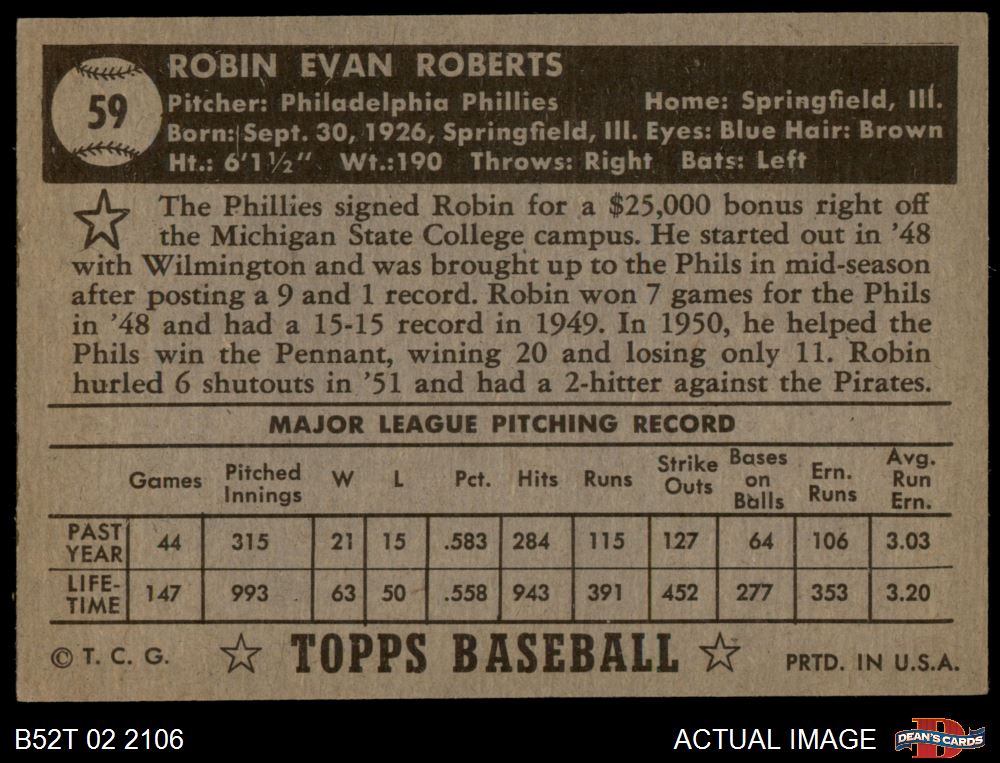 59
ROBIN EVAN ROBERTS
Pitcher: Philadelphia Phillies Home: Springfield, Ill.
Born: Sept. 30, 1926, Springfield, Ill. Eyes: Blue Hair: Brown
Ht.: 6'1½" Wt.:190 Throws: Right Bats: Left
The Phillies signed Robin for a $25,000 bonus right off
the Michigan State College campus. He started out in '48
with Wilmington and was brought up to the Phils in mid-season
after posting a 9 and 1 record. Robin won 7 games for the Phils
in '48 and had a 15-15 record in 1949. In 1950, he helped the
Phils win the Pennant, wining 20 and losing only 11. Robin
hurled 6 shutouts in '51 and had a 2-hitter against the Pirates.
MAJOR LEAGUE PITCHING RECORD
Games Pitched Innings W L Pct. Hits Runs Strike Outs Bases on Balls Ern. Runs Avg. Run Ern.
PAST YEAR 44 315 21 15 .583 284 115 127 64 106 3.03
LIFE-TIME 147 993 63 50 .558 943 391 452 277 353 3.20
© T. C. G. TOPPS BASEBALL PRTD. IN U.S.A.
B52T 02 2106 ACTUAL IMAGE DEAN'S CARDS